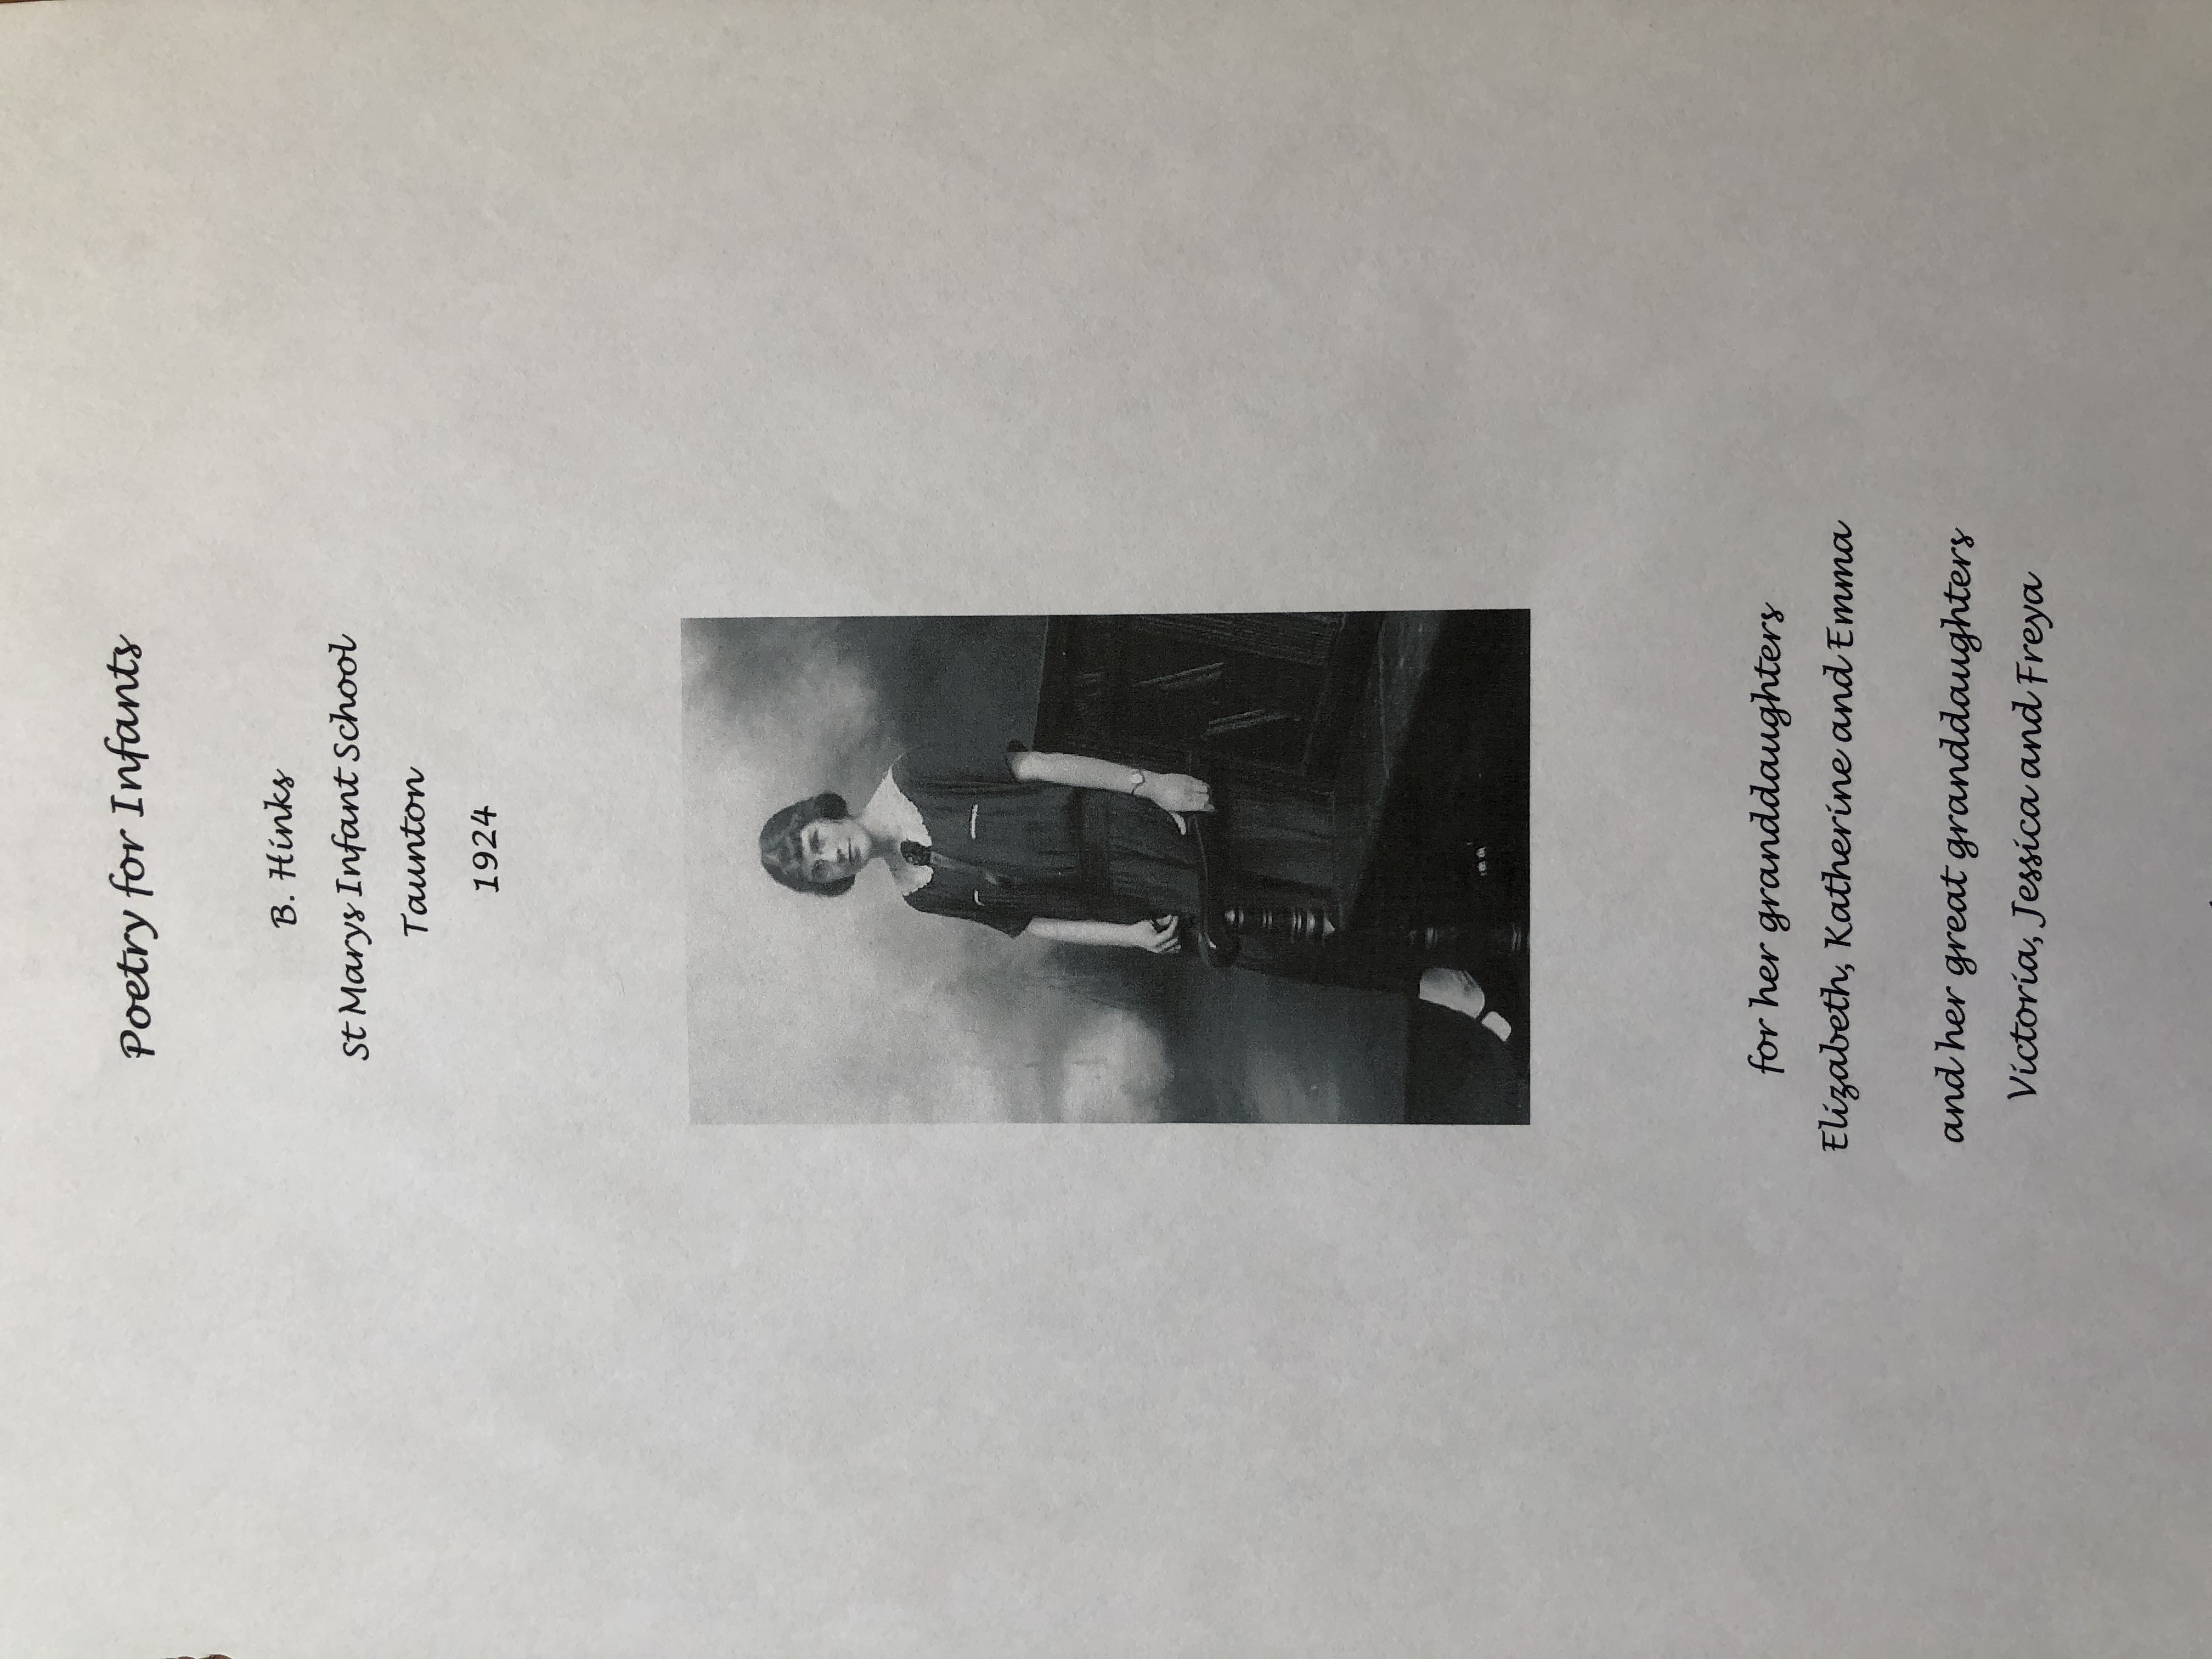 Poetry for Infants
B. Hinks
St Marys Infant School
Taunton
1924
for her granddaughters
Elizabeth, Katherine and Emma
and her great granddaughters
Victoria, Jessica and Freya